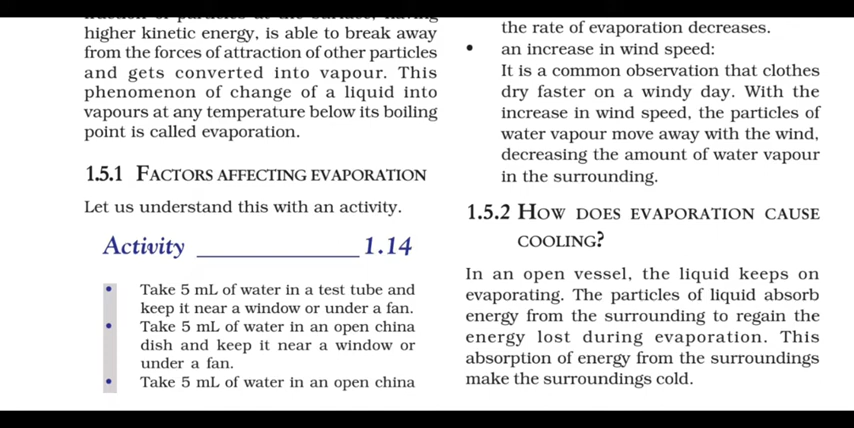 higher kinetic energy, is able to break away
from the forces of attraction of other particles
and gets converted into vapour. This
phenomenon of change of a liquid into
vapours at any temperature below its boiling
point is called evaporation.
1.5.1 FACTORS AFFECTING EVAPORATION
Let us understand this with an activity.
Activity ______________ 1.14
• Take 5 mL of water in a test tube and
keep it near a window or under a fan.
• Take 5 mL of water in an open china
dish and keep it near a window or
under a fan.
• Take 5 mL of water in an open china
the rate of evaporation decreases.
• an increase in wind speed:
It is a common observation that clothes
dry faster on a windy day. With the
increase in wind speed, the particles of
water vapour move away with the wind,
decreasing the amount of water vapour
in the surrounding.
1.5.2 HOW DOES EVAPORATION CAUSE
COOLING?
In an open vessel, the liquid keeps on
evaporating. The particles of liquid absorb
energy from the surrounding to regain the
energy lost during evaporation. This
absorption of energy from the surroundings
make the surroundings cold.